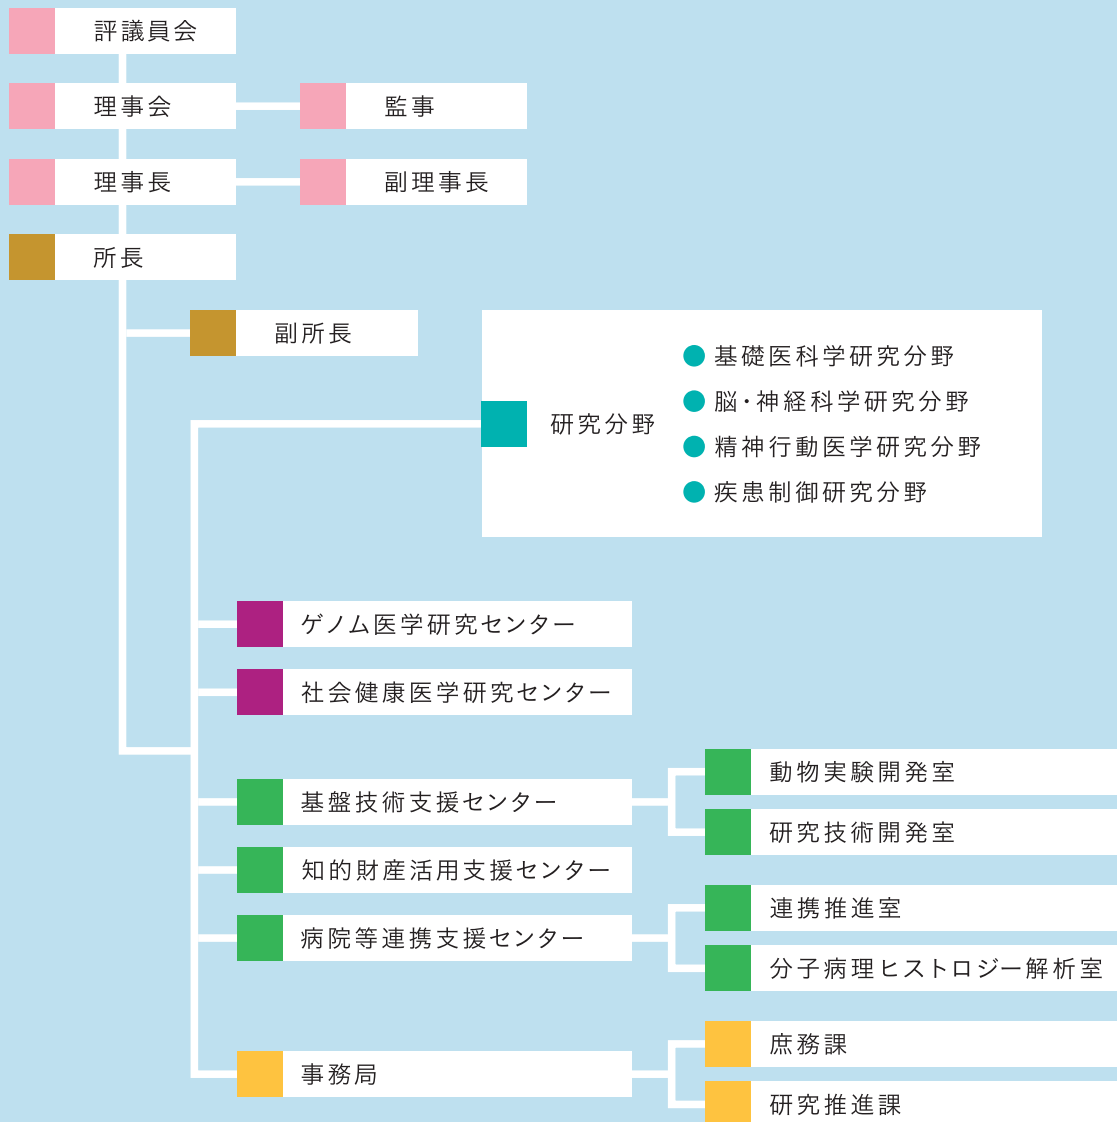 評議員会
理事会
監事
理事長
副理事長
所長
副所長
研究分野
基礎医科学研究分野
脳・神経科学研究分野
精神行動医学研究分野
疾患制御研究分野
ゲノム医学研究センター
社会健康医学研究センター
基盤技術支援センター
動物実験開発室
研究技術開発室
知的財産活用支援センター
病院等連携支援センター
連携推進室
分子病理ヒストロジー解析室
事務局
庶務課
研究推進課